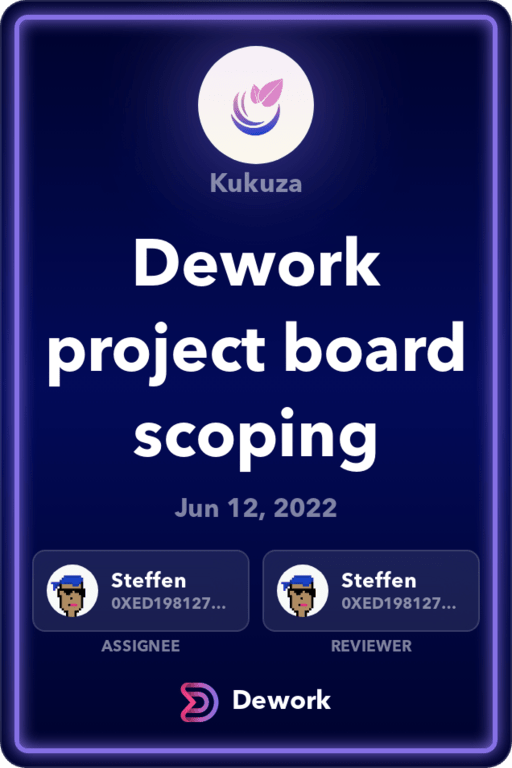 Kukuza
Dework
project board
scoping
Jun 12, 2022
Steffen
0XED198127...
Steffen
0XED198127...
ASSIGNEE
REVIEWER
Dework